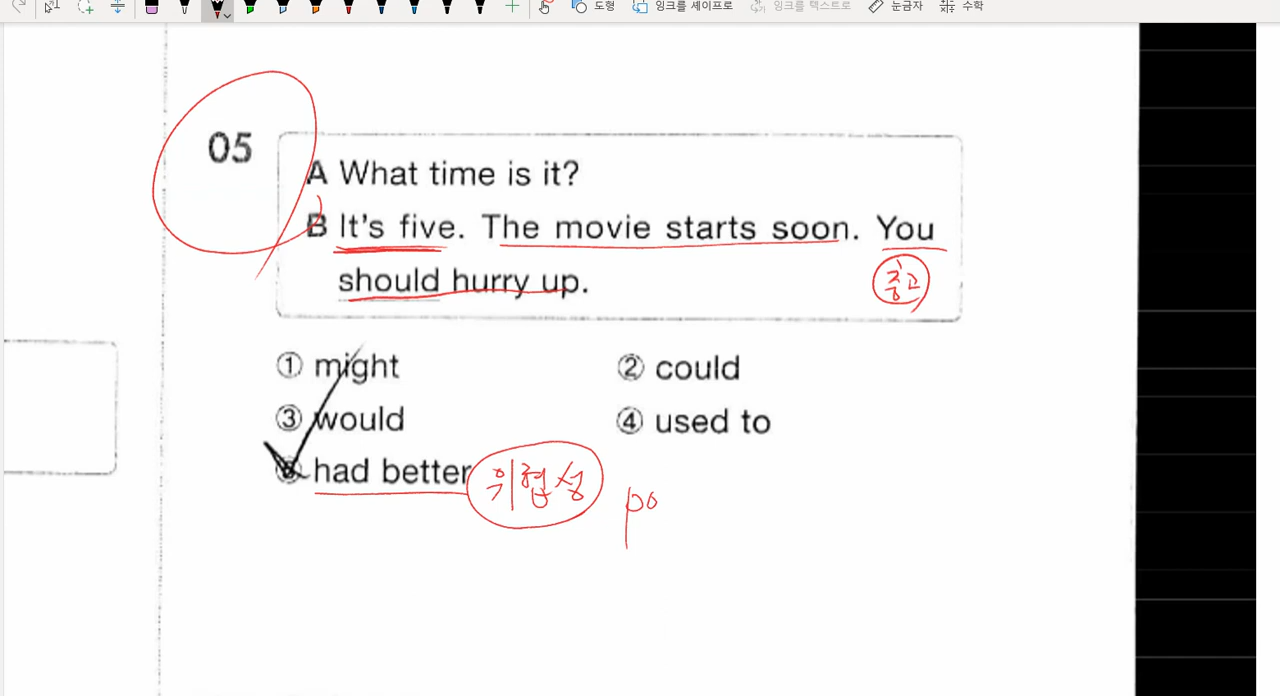 도형 잉크를 셰이프로 잉크를 텍스트로 눈금자 수학
05
A What time is it?
B It's five. The movie starts soon. You
should hurry up.
충고
① might ② could
③ would ④ used to
⑤ had better 위협성
po